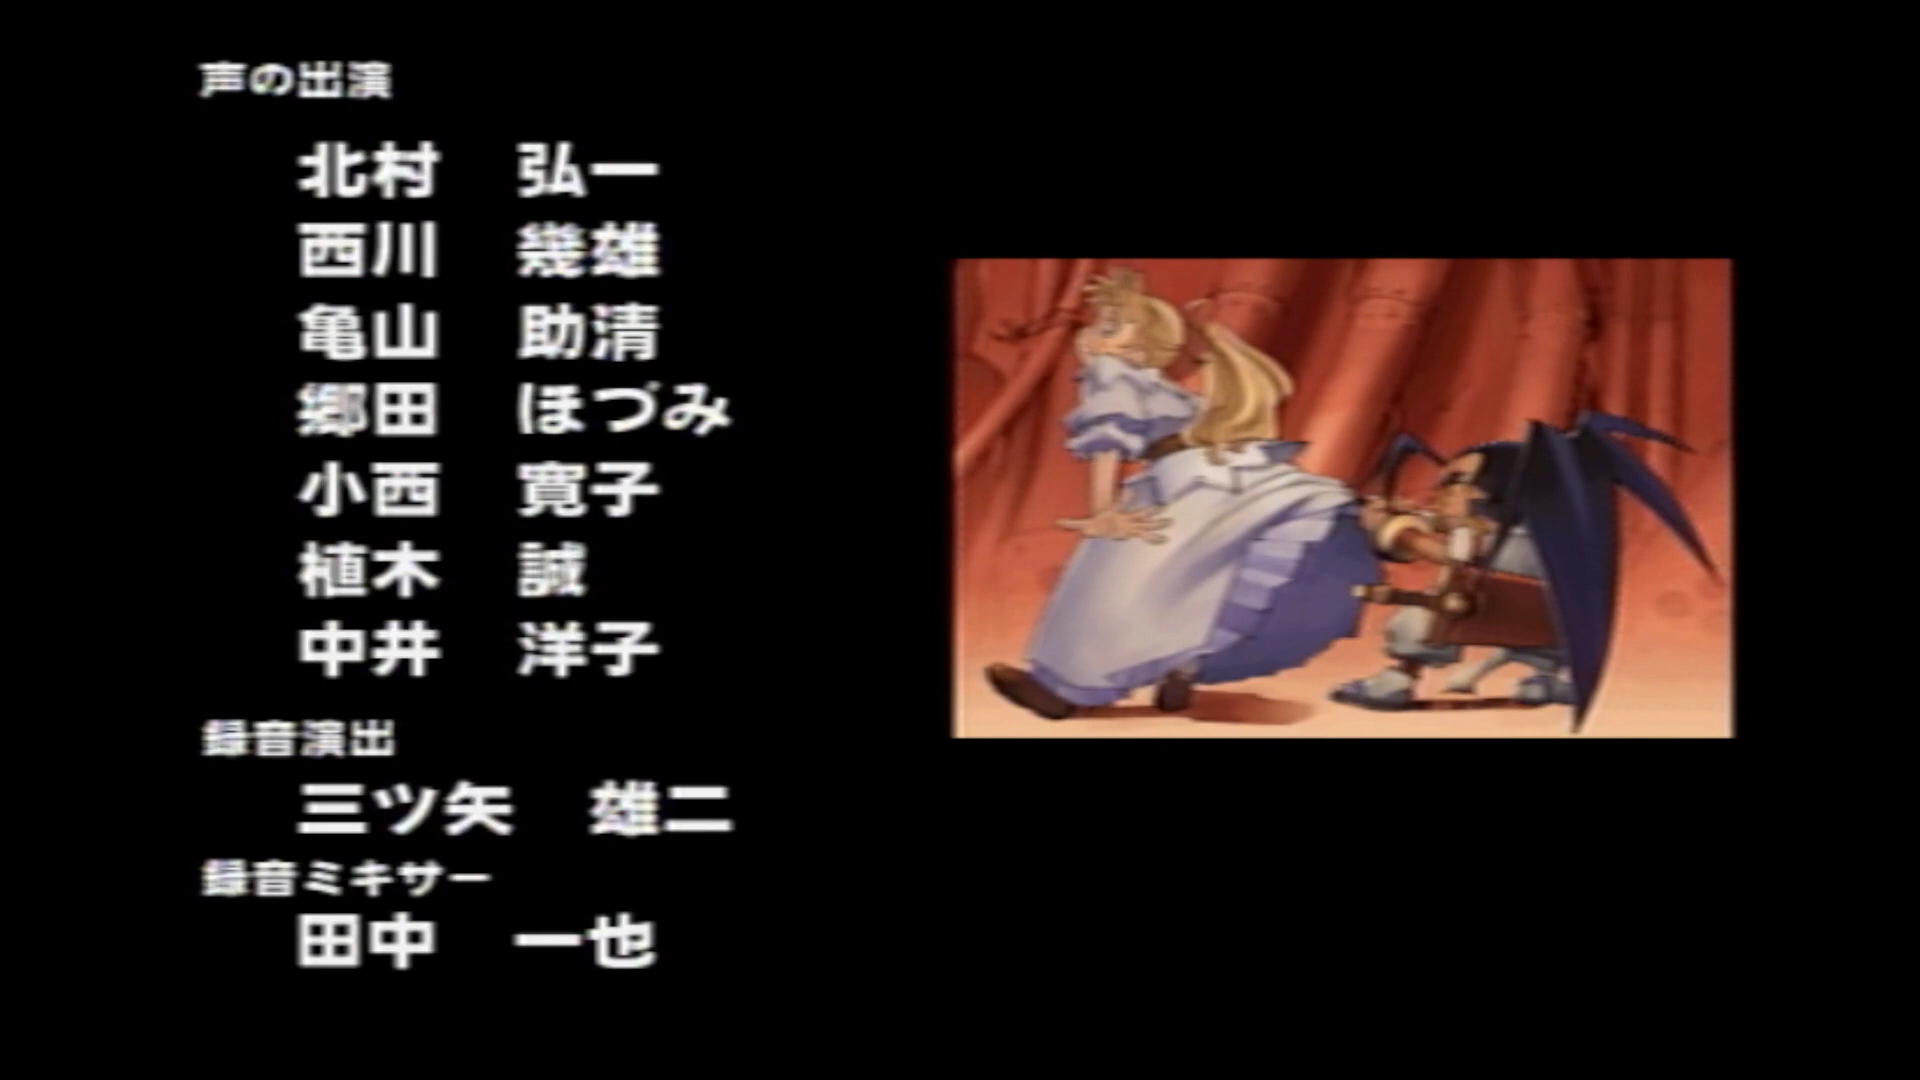 声の出演
北村　弘一
西川　幾雄
亀山　助清
郷田　ほづみ
小西　寛子
植木　誠
中井　洋子
録音演出
三ツ矢　雄二
録音ミキサー
田中　一也